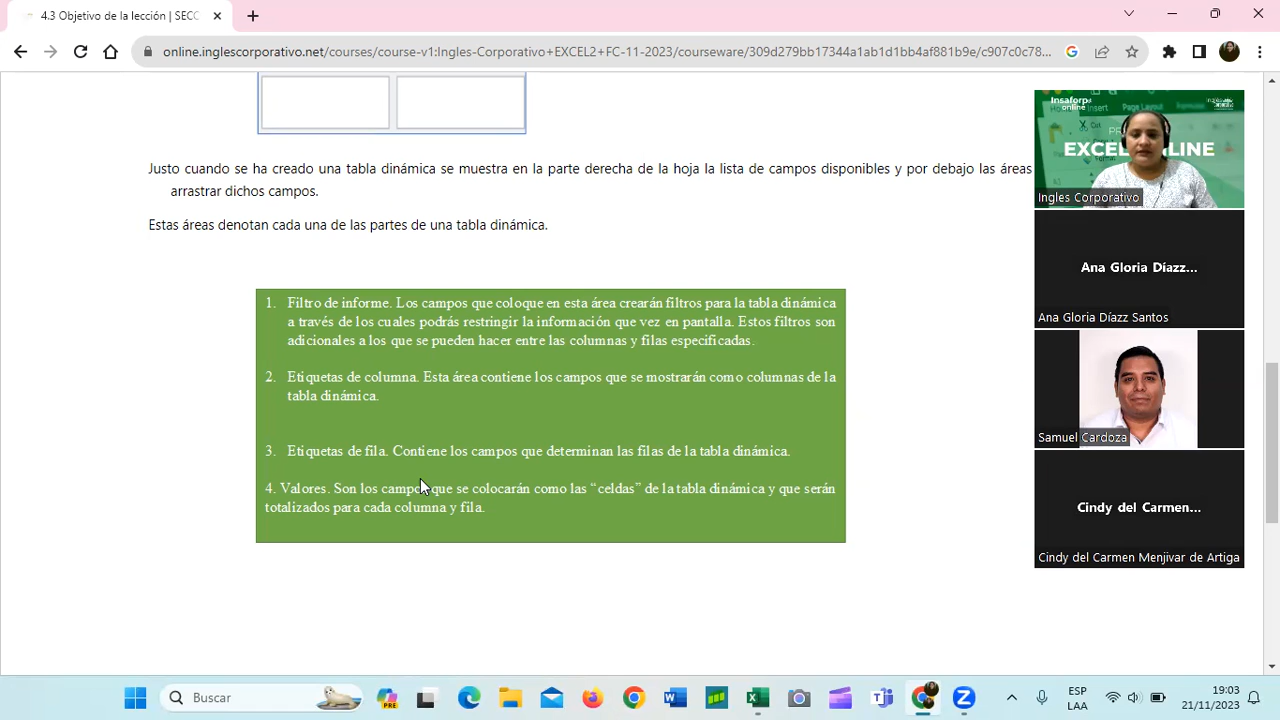 4.3 Objetivo de la lección | SECC
online.inglescorporativo.net/courses/course-v1:Ingles-Corporativo+EXCEL2+FC-11-2023/courseware/309d279bb17344a1ab1d1bb4af881b9e/c907c0c78...
Justo cuando se ha creado una tabla dinámica se muestra en la parte derecha de la hoja la lista de campos disponibles y por debajo las áreas
arrastrar dichos campos.
Estas áreas denotan cada una de las partes de una tabla dinámica.
1. Filtro de informe. Los campos que coloque en esta área crearán filtros para la tabla dinámica
a través de los cuales podrás restringir la información que vez en pantalla. Estos filtros son
adicionales a los que se pueden hacer entre las columnas y filas especificadas.
2. Etiquetas de columna. Esta área contiene los campos que se mostrarán como columnas de la
tabla dinámica.
3. Etiquetas de fila. Contiene los campos que determinan las filas de la tabla dinámica.
4. Valores. Son los campos que se colocarán como las “celdas” de la tabla dinámica y que serán
totalizados para cada columna y fila.
Insaforp
online
Insert Page Layout
EXCEL ONLINE
Ingles Corporativo
Ana Gloria Díazz...
Ana Gloria Díazz Santos
Samuel Cardoza
Cindy del Carmen...
Cindy del Carmen Menjivar de Artiga
Buscar
PRE
ESP
LAA
19:03
21/11/2023